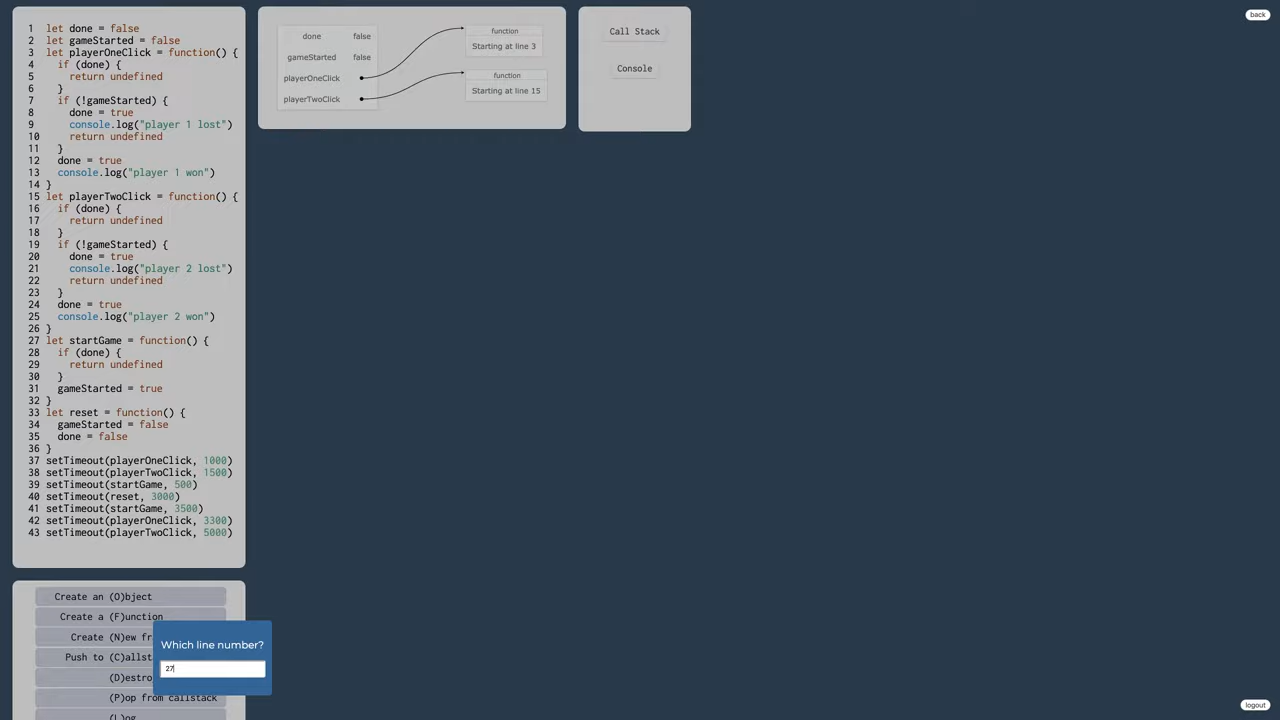 1 let done = false
2 let gameStarted = false
3 let playerOneClick = function() {
4 if (done) {
5 return undefined
6 }
7 if (!gameStarted) {
8 done = true
9 console.log("player 1 lost")
10 return undefined
11 }
12 done = true
13 console.log("player 1 won")
14 }
15 let playerTwoClick = function() {
16 if (done) {
17 return undefined
18 }
19 if (!gameStarted) {
20 done = true
21 console.log("player 2 lost")
22 return undefined
23 }
24 done = true
25 console.log("player 2 won")
26 }
27 let startGame = function() {
28 if (done) {
29 return undefined
30 }
31 gameStarted = true
32 }
33 let reset = function() {
34 gameStarted = false
35 done = false
36 }
37 setTimeout(playerOneClick, 1000)
38 setTimeout(playerTwoClick, 1500)
39 setTimeout(startGame, 500)
40 setTimeout(reset, 3000)
41 setTimeout(startGame, 3500)
42 setTimeout(playerOneClick, 3300)
43 setTimeout(playerTwoClick, 5000)
done false
gameStarted false
playerOneClick
playerTwoClick
function
Starting at line 3
function
Starting at line 15
Call Stack
Console
back
Create an (O)bject
Create a (F)unction
Create (N)ew fr
Push to (C)allst
(D)estro
(P)op from callstack
(L)og
Which line number?
27
logout